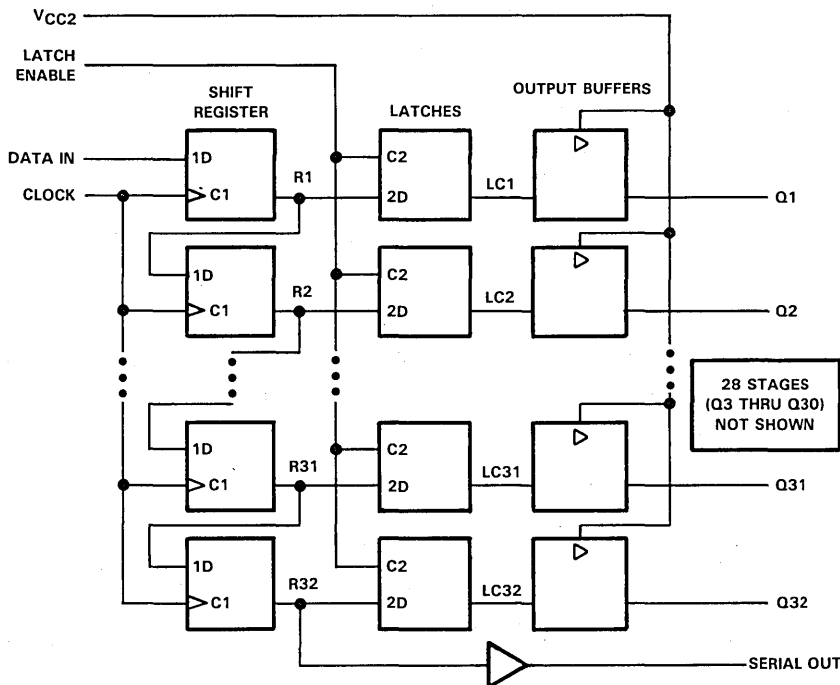 VCC2
LATCH
ENABLE
SHIFT
REGISTER
LATCHES
OUTPUT BUFFERS
DATA IN
CLOCK
1D
C1
R1
C2
2D
LC1
Q1
1D
C1
R2
C2
2D
LC2
Q2
28 STAGES
(Q3 THRU Q30)
NOT SHOWN
1D
C1
R31
C2
2D
LC31
Q31
1D
C1
R32
C2
2D
LC32
Q32
SERIAL OUT